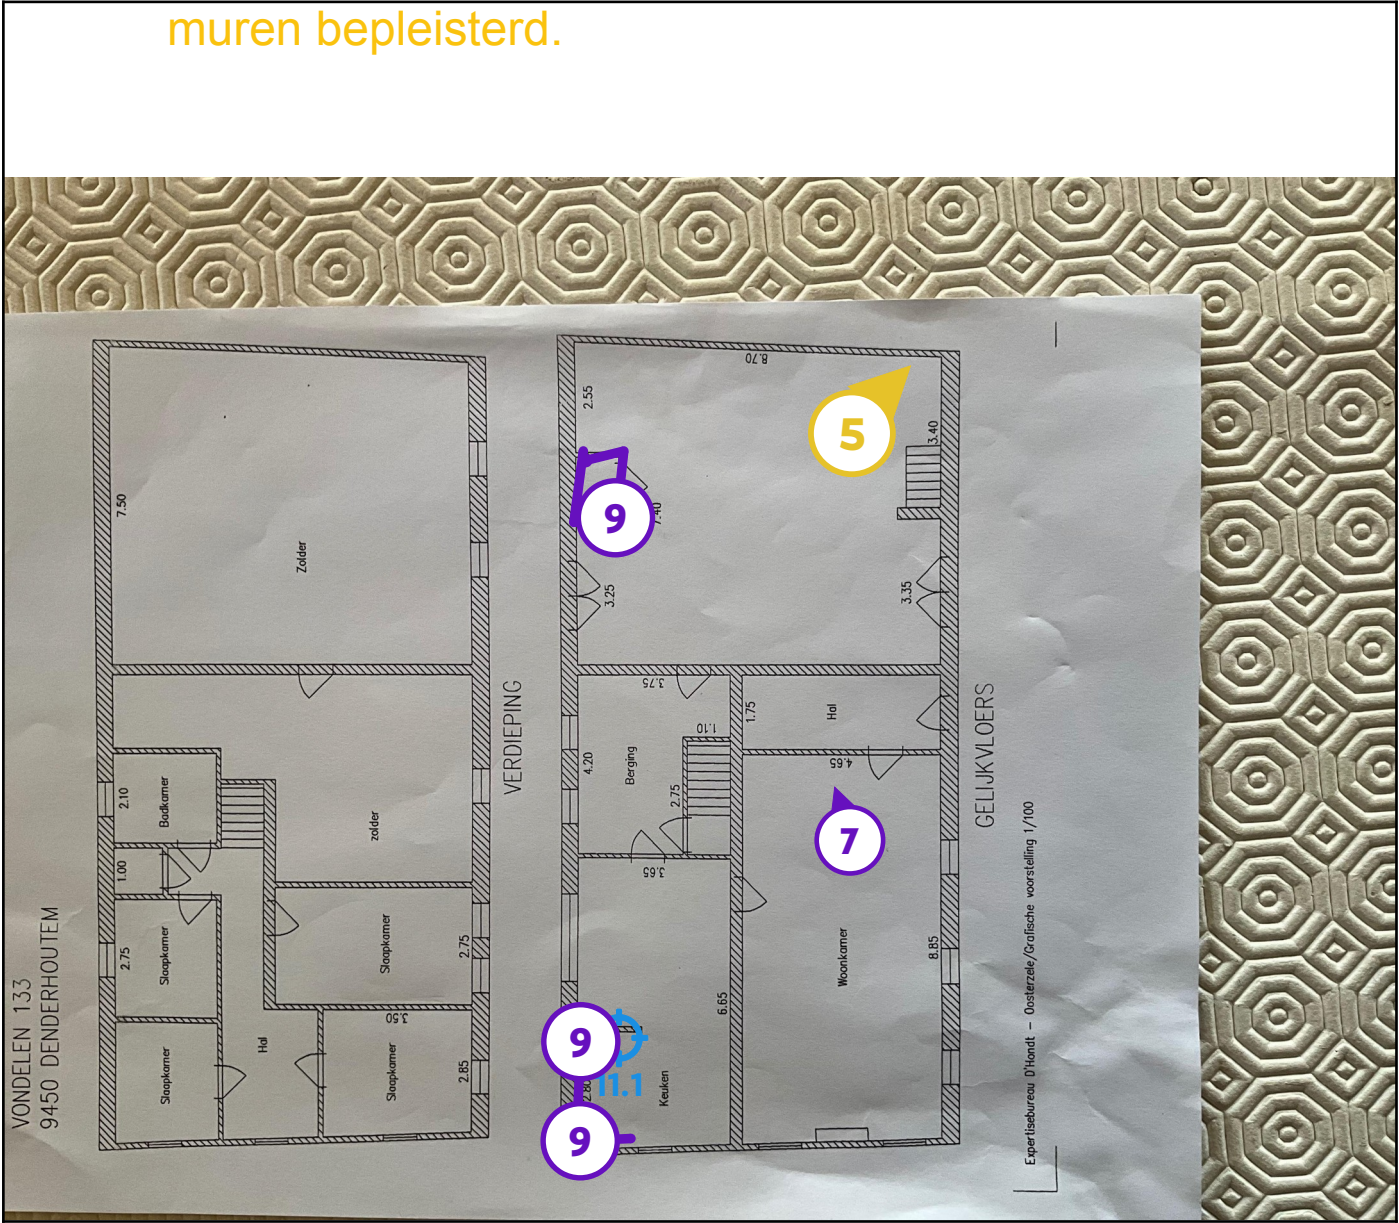 muren bepleisterd.
VONDELEN 133
9450 DENDERHOUTEM
7.50
Zolder
2.10
Badkamer
zolder
1.00
2.75
Slaapkamer
Slaapkamer
2.75
3.50
Hal
Slaapkamer
Slaapkamer
2.85
VERDIEPING
8.70
2.55
5
3.40
9
7.40
3.25
3.35
3.75
1.10
1.75
Hal
4.20
Berging
2.75
4.65
7
3.65
Woonkamer
8.85
6.65
9
11.1
2.80
Keuken
9
GELIJKVLOERS
Expertisebureau D'Hondt – Oosterzele/Grafische voorstelling 1/100